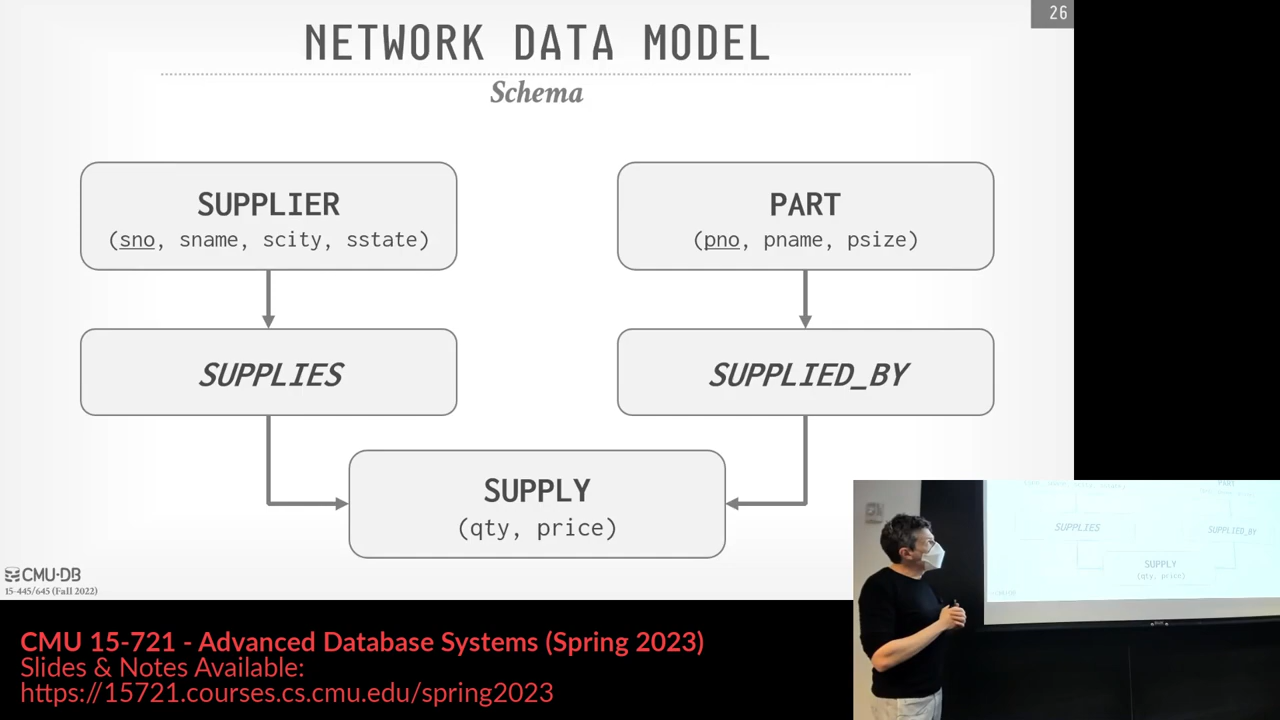 26
NETWORK DATA MODEL
Schema
SUPPLIER
(sno, sname, scity, sstate)
PART
(pno, pname, psize)
SUPPLIES
SUPPLIED_BY
SUPPLY
(qty, price)
CMU·DB
15-445/645 (Fall 2022)
PART
SUPPLIES
SUPPLIED_BY
SUPPLY
(qty, price)
CMU 15-721 - Advanced Database Systems (Spring 2023)
Slides & Notes Available:
https://15721.courses.cs.cmu.edu/spring2023